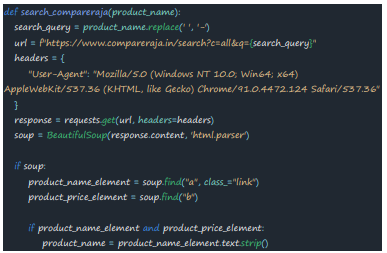 def search_compareraja(product_name):
search_query = product_name.replace(' ', '-')
url = f"https://www.compareraja.in/search?c=all&q={search_query}"
headers = {
"User-Agent": "Mozilla/5.0 (Windows NT 10.0; Win64; x64)
AppleWebKit/537.36 (KHTML, like Gecko) Chrome/91.0.4472.124 Safari/537.36"
}
response = requests.get(url, headers=headers)
soup = BeautifulSoup(response.content, 'html.parser')
if soup:
product_name_element = soup.find("a", class_="link")
product_price_element = soup.find("b")
if product_name_element and product_price_element:
product_name = product_name_element.text.strip()